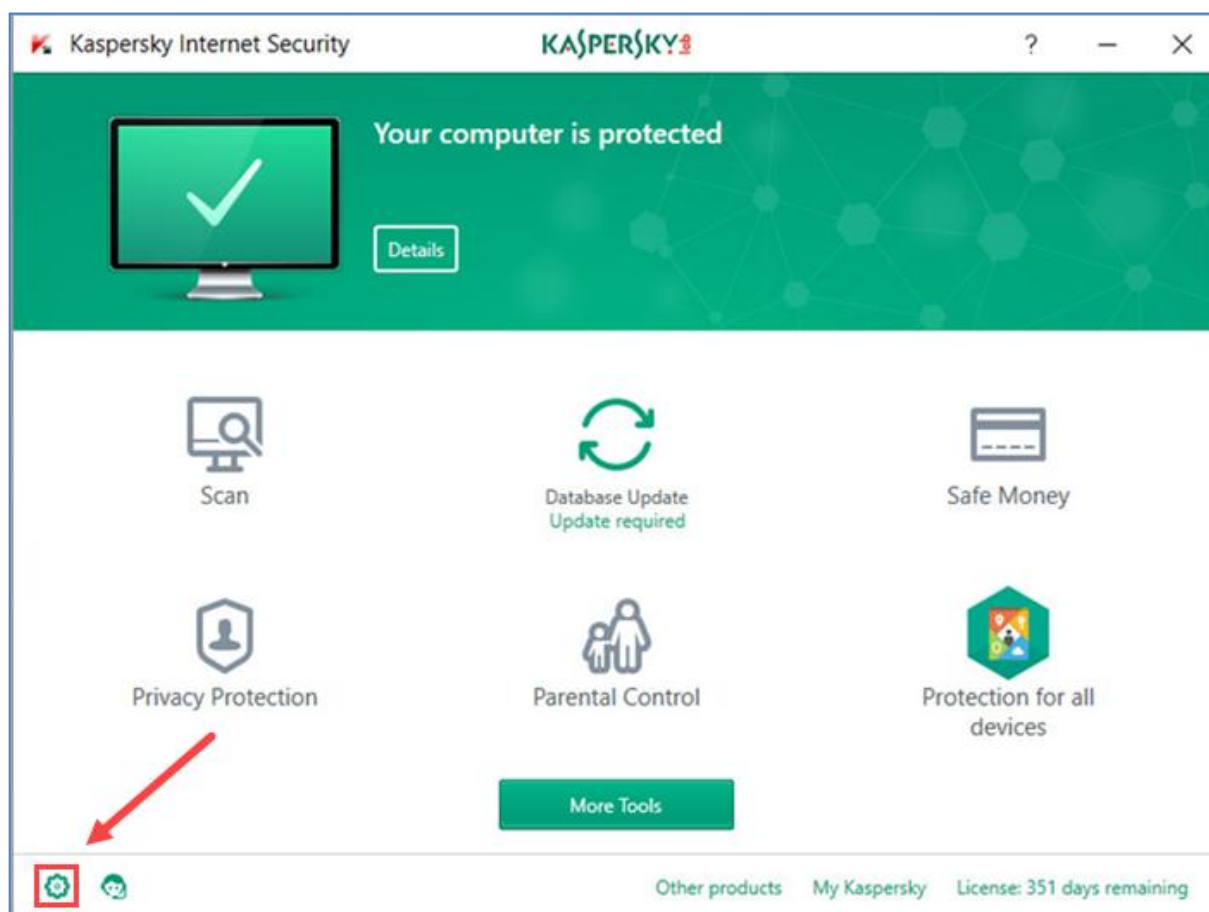 Kaspersky Internet Security
KASPERSKY lab
?
Your computer is protected
Details
Scan
Database Update
Update required
Safe Money
Privacy Protection
Parental Control
Protection for all
devices
More Tools
Other products
My Kaspersky
License: 351 days remaining